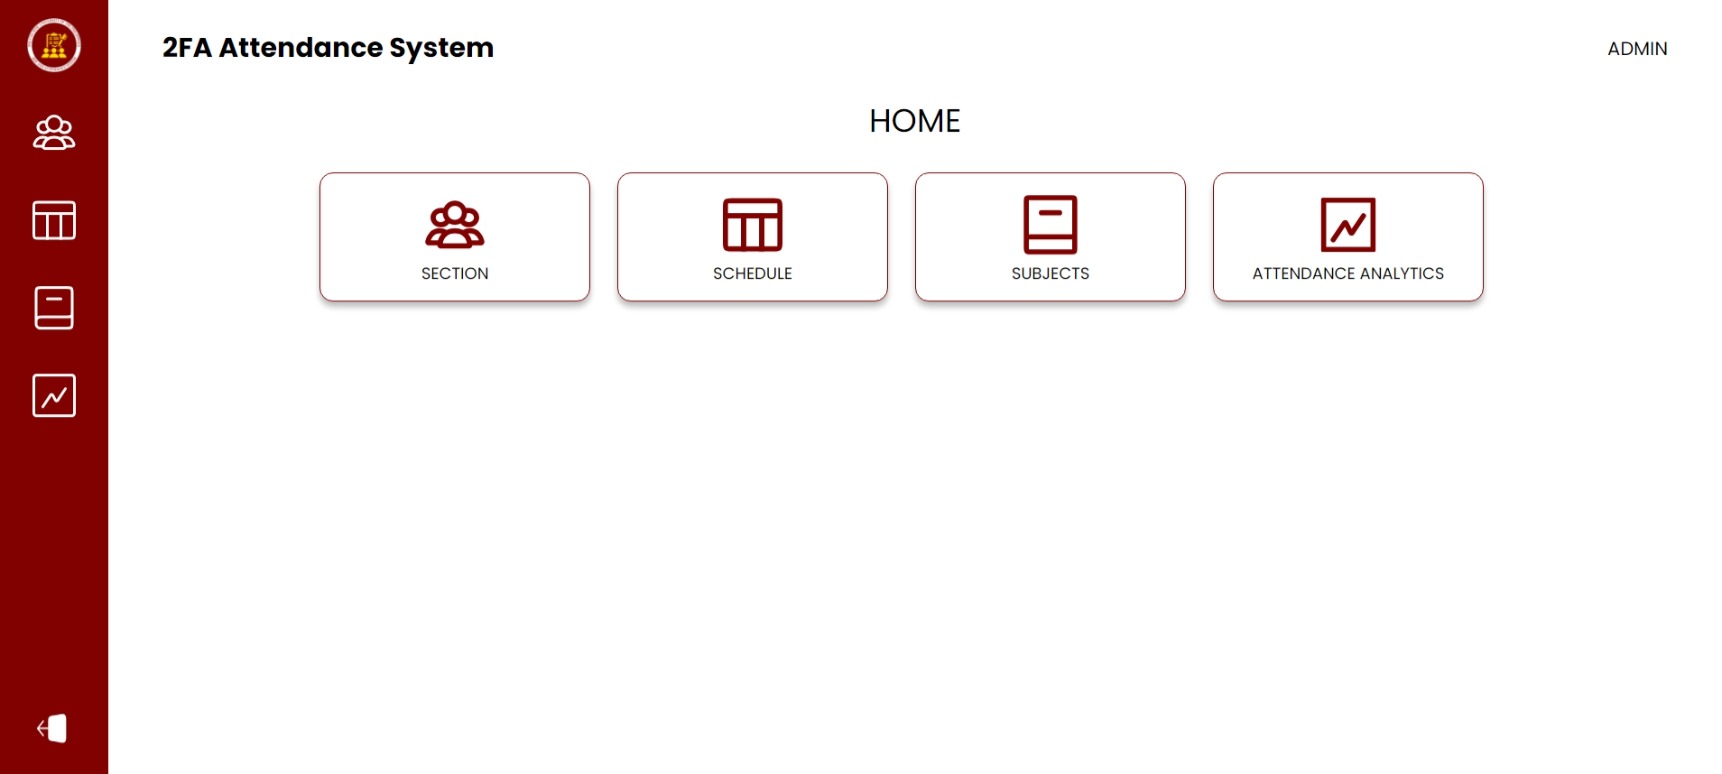 2FA Attendance System
ADMIN
HOME
SECTION
SCHEDULE
SUBJECTS
ATTENDANCE ANALYTICS